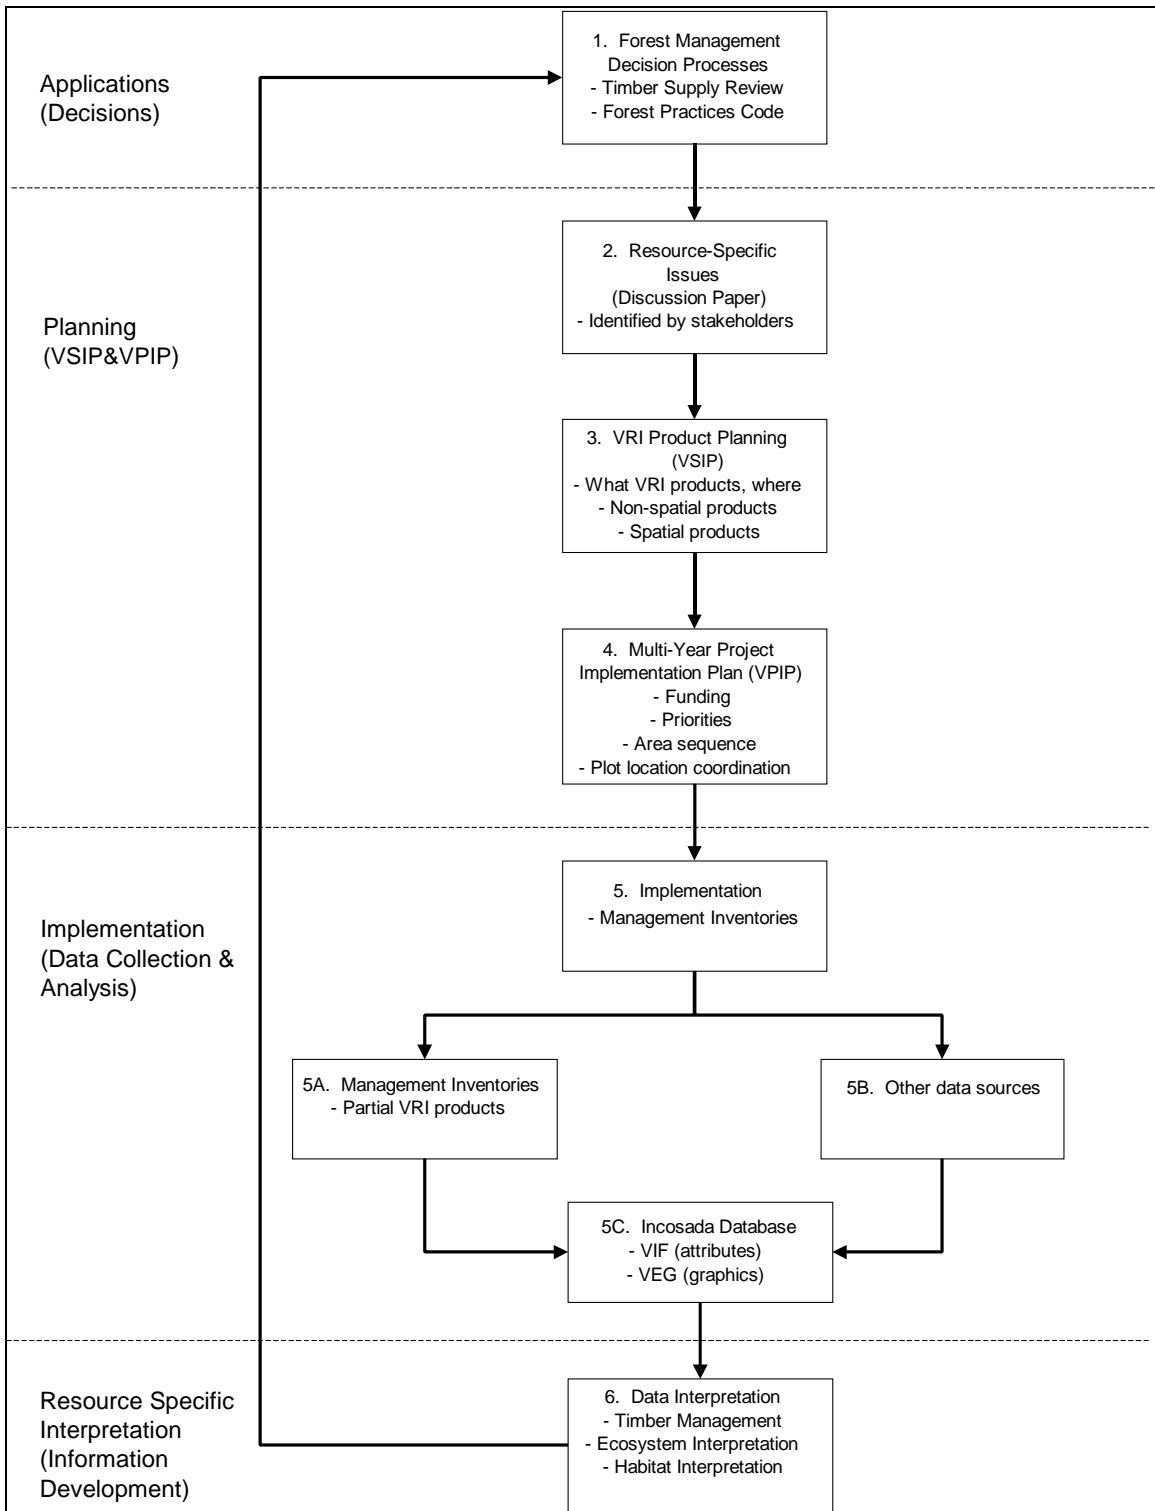 Applications
(Decisions)
1. Forest Management
Decision Processes
- Timber Supply Review
- Forest Practices Code
Planning
(VSIP&VPIP)
2. Resource-Specific
Issues
(Discussion Paper)
- Identified by stakeholders
3. VRI Product Planning
(VSIP)
- What VRI products, where
- Non-spatial products
- Spatial products
4. Multi-Year Project
Implementation Plan (VPIP)
- Funding
- Priorities
- Area sequence
- Plot location coordination
Implementation
(Data Collection &
Analysis)
5. Implementation
- Management Inventories
5A. Management Inventories
- Partial VRI products
5B. Other data sources
5C. Incosada Database
- VIF (attributes)
- VEG (graphics)
Resource Specific
Interpretation
(Information
Development)
6. Data Interpretation
- Timber Management
- Ecosystem Interpretation
- Habitat Interpretation